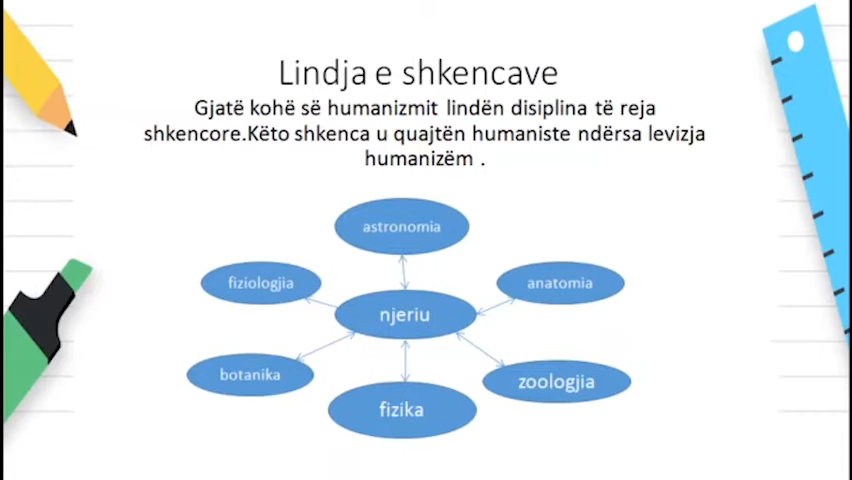 Lindja e shkencave
Gjatë kohë së humanizmit lindën disiplina të reja
shkencore.Këto shkenca u quajtën humaniste ndërsa levizja
humanizëm .
astronomia
fiziologjia
anatomia
njeriu
botanika
zoologjia
fizika